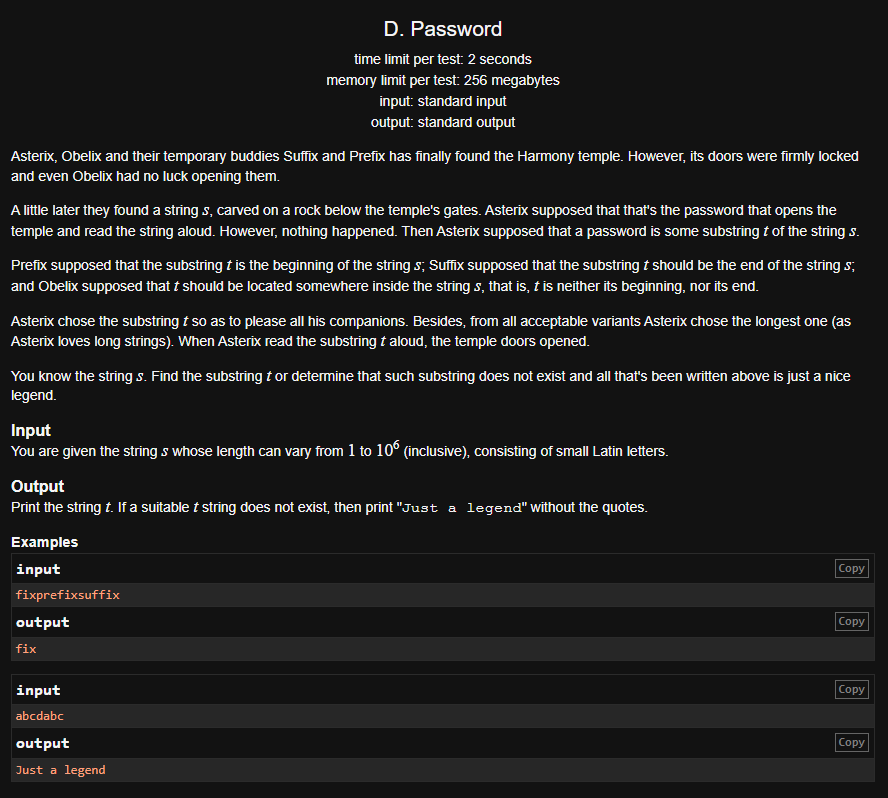 D. Password
time limit per test: 2 seconds
memory limit per test: 256 megabytes
input: standard input
output: standard output
Asterix, Obelix and their temporary buddies Suffix and Prefix has finally found the Harmony temple. However, its doors were firmly locked
and even Obelix had no luck opening them.
A little later they found a string s, carved on a rock below the temple's gates. Asterix supposed that that's the password that opens the
temple and read the string aloud. However, nothing happened. Then Asterix supposed that a password is some substring t of the string s.
Prefix supposed that the substring t is the beginning of the string s; Suffix supposed that the substring t should be the end of the string s;
and Obelix supposed that t should be located somewhere inside the string s, that is, t is neither its beginning, nor its end.
Asterix chose the substring t so as to please all his companions. Besides, from all acceptable variants Asterix chose the longest one (as
Asterix loves long strings). When Asterix read the substring t aloud, the temple doors opened.
You know the string s. Find the substring t or determine that such substring does not exist and all that's been written above is just a nice
legend.
Input
You are given the string s whose length can vary from 1 to 10⁶ (inclusive), consisting of small Latin letters.
Output
Print the string t. If a suitable t string does not exist, then print "Just a legend" without the quotes.
Examples
input Copy
fixprefixsuffix
output Copy
fix
input Copy
abcdabc
output Copy
Just a legend